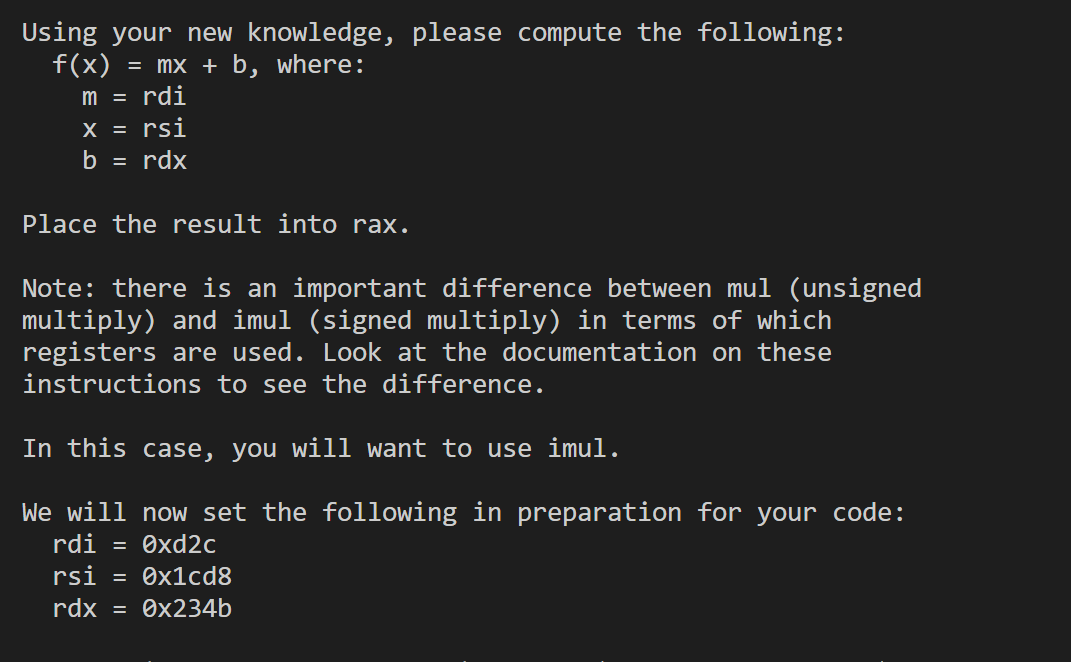 Using your new knowledge, please compute the following:
f(x) = mx + b, where:
m = rdi
x = rsi
b = rdx
Place the result into rax.
Note: there is an important difference between mul (unsigned
multiply) and imul (signed multiply) in terms of which
registers are used. Look at the documentation on these
instructions to see the difference.
In this case, you will want to use imul.
We will now set the following in preparation for your code:
rdi = 0xd2c
rsi = 0x1cd8
rdx = 0x234b